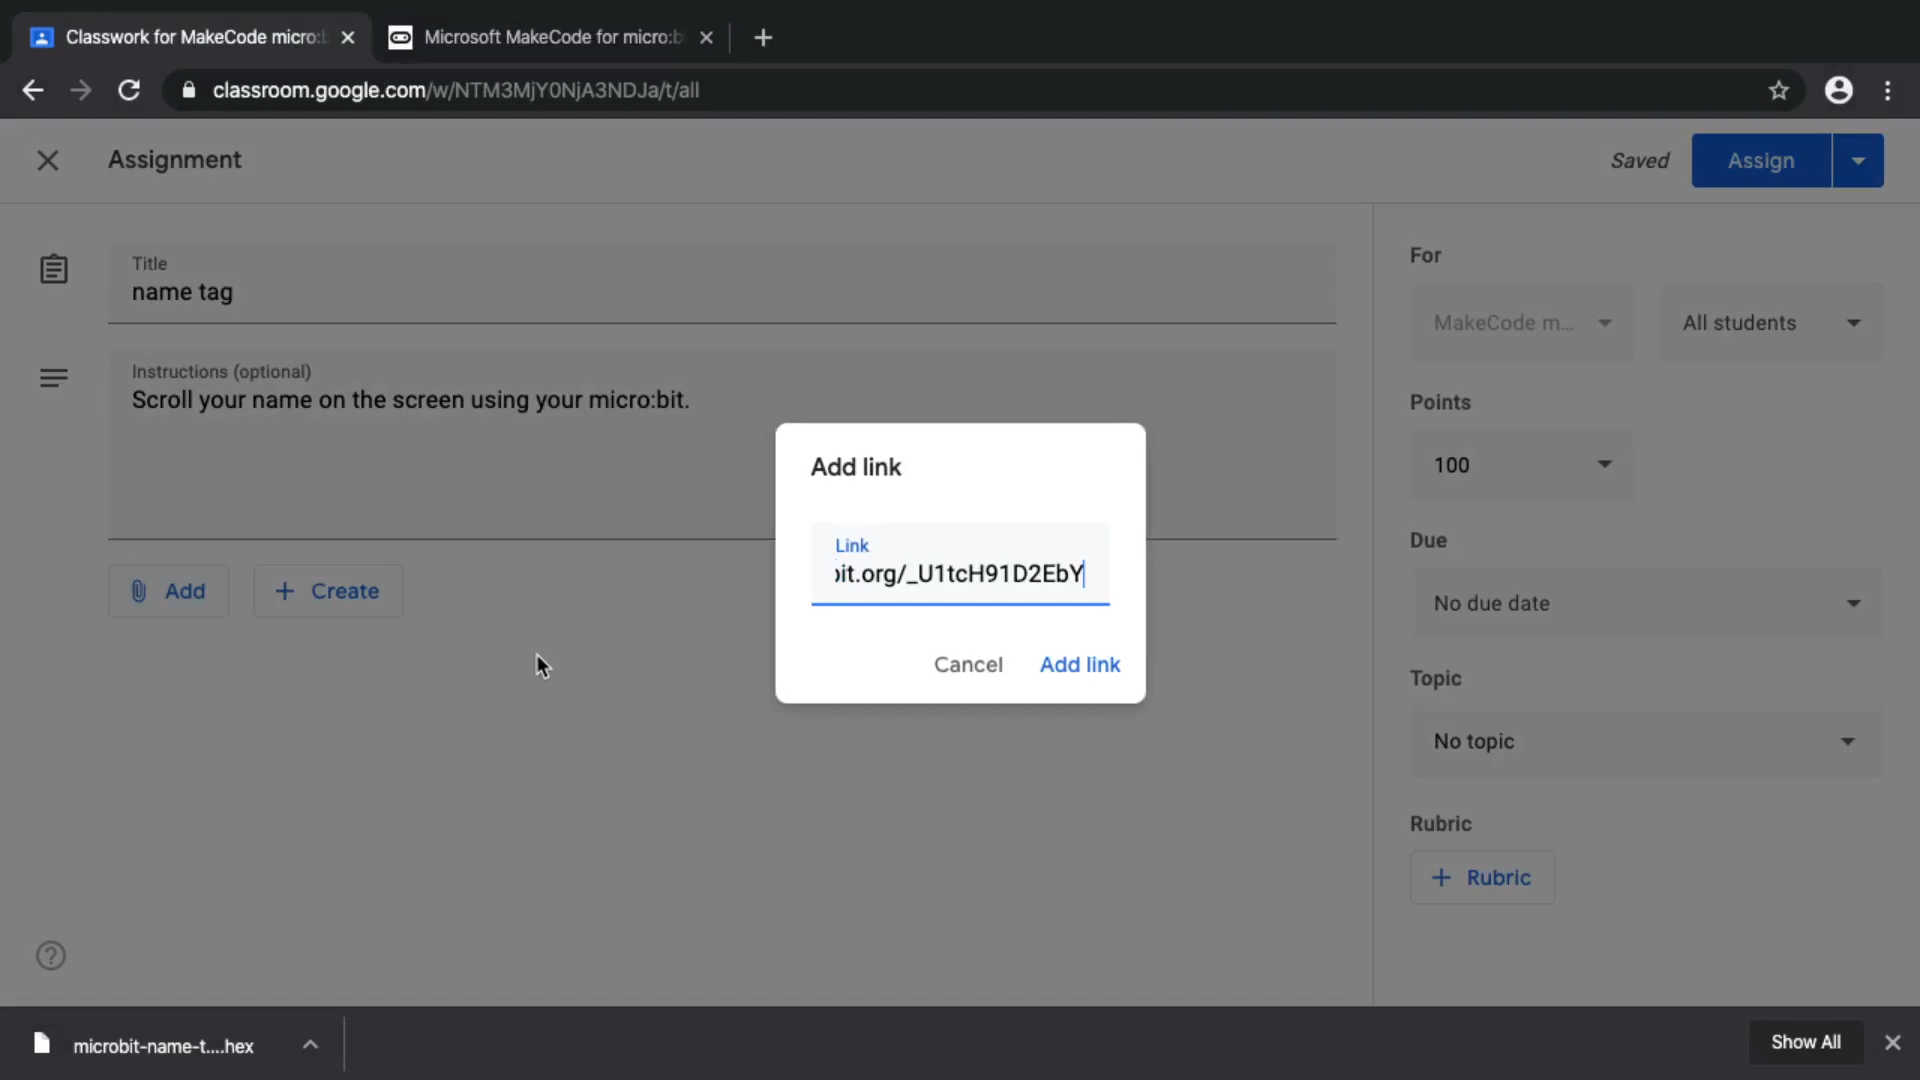 Classwork for MakeCode micro:b
Microsoft MakeCode for micro:b
classroom.google.com/w/NTM3MjY0NjA3NDJa/t/all
Assignment
Saved
Assign
Title
name tag
Instructions (optional)
Scroll your name on the screen using your micro:bit.
Add
Create
For
MakeCode m...
All students
Points
100
Due
No due date
Topic
No topic
Rubric
Rubric
Add link
Link
bit.org/_U1tcH91D2EbY
Cancel
Add link
microbit-name-t....hex
Show All